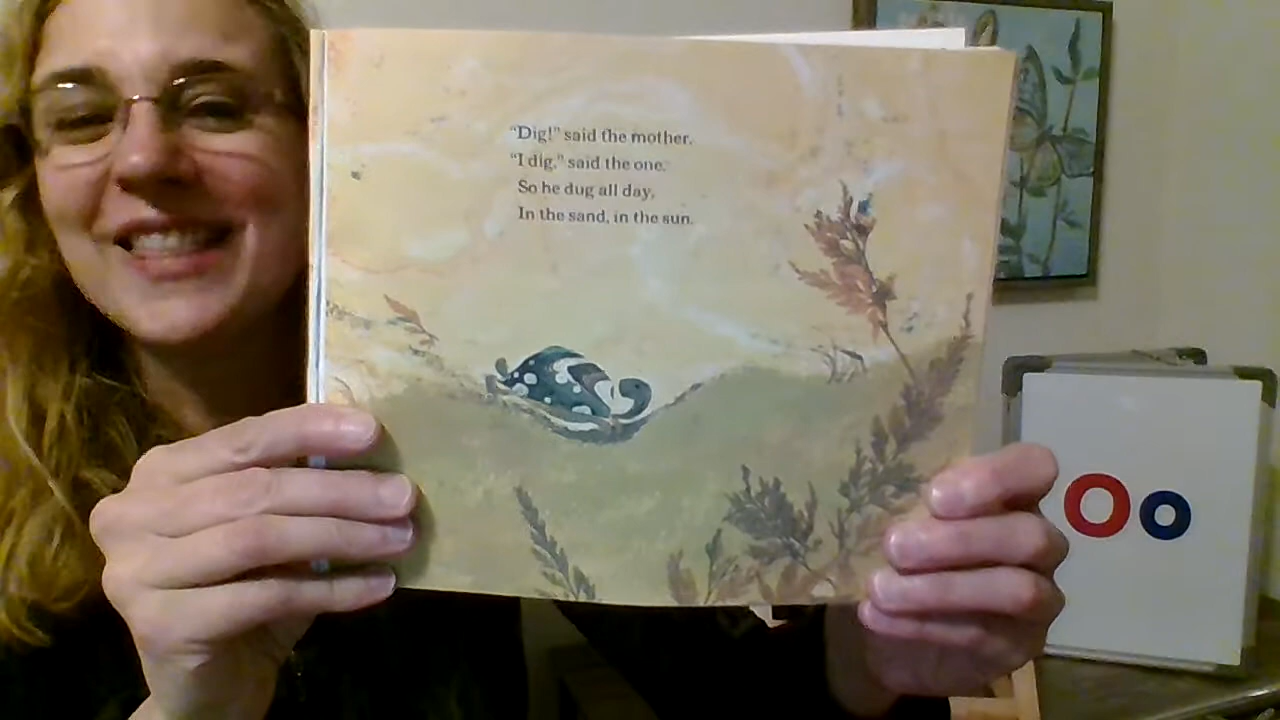 "Dig!" said the mother.
"I dig," said the one.
So he dug all day,
In the sand, in the sun.
Oo